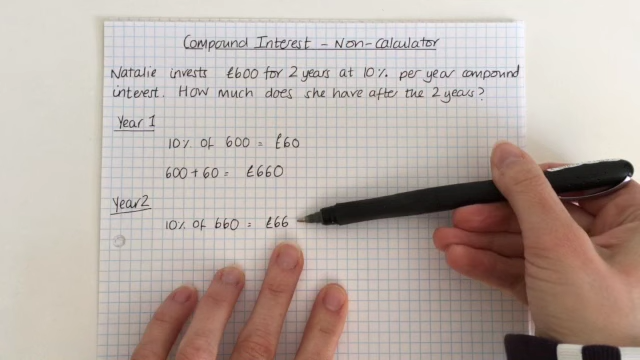 Compound Interest - Non-Calculator
Natalie invests £600 for 2 years at 10% per year compound
interest. How much does she have after the 2 years?
Year 1
10% of 600 = £60
600 + 60 = £660
Year 2
10% of 660 = £66